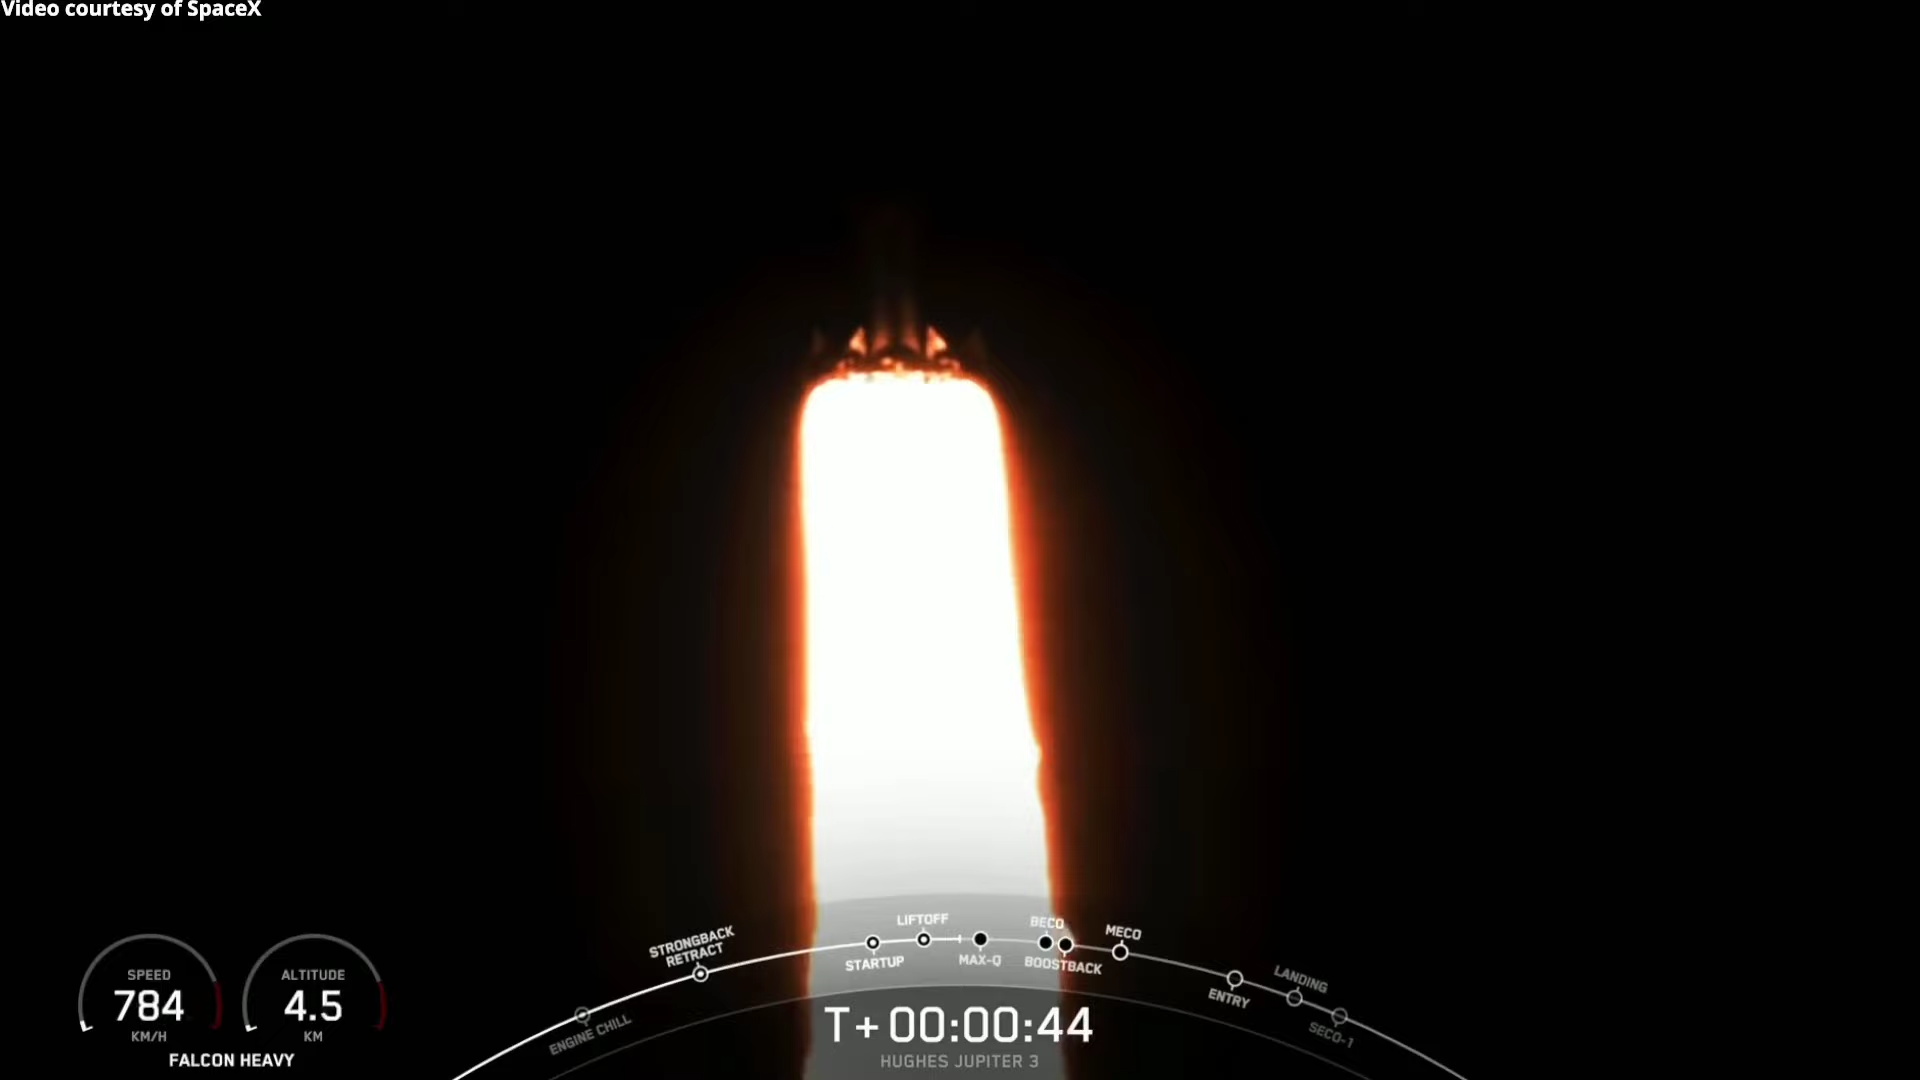 Video courtesy of SpaceX
STRONGBACK
RETRACT
LIFTOFF
BECO
MECO
LANDING
ENGINE CHILL
STARTUP
MAX-Q
BOOSTBACK
ENTRY
SECO-1
SPEED
784
KM/H
ALTITUDE
4.5
KM
FALCON HEAVY
T+00:00:44
HUGHES JUPITER 3